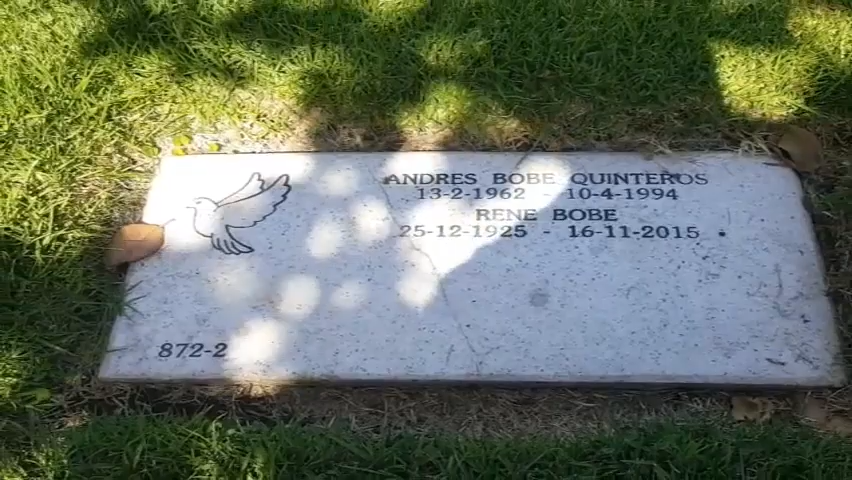 ANDRES BOBE QUINTEROS
13-2-1962 - 10-4-1994
RENE BOBE
25-12-1925 - 16-11-2015
872-2